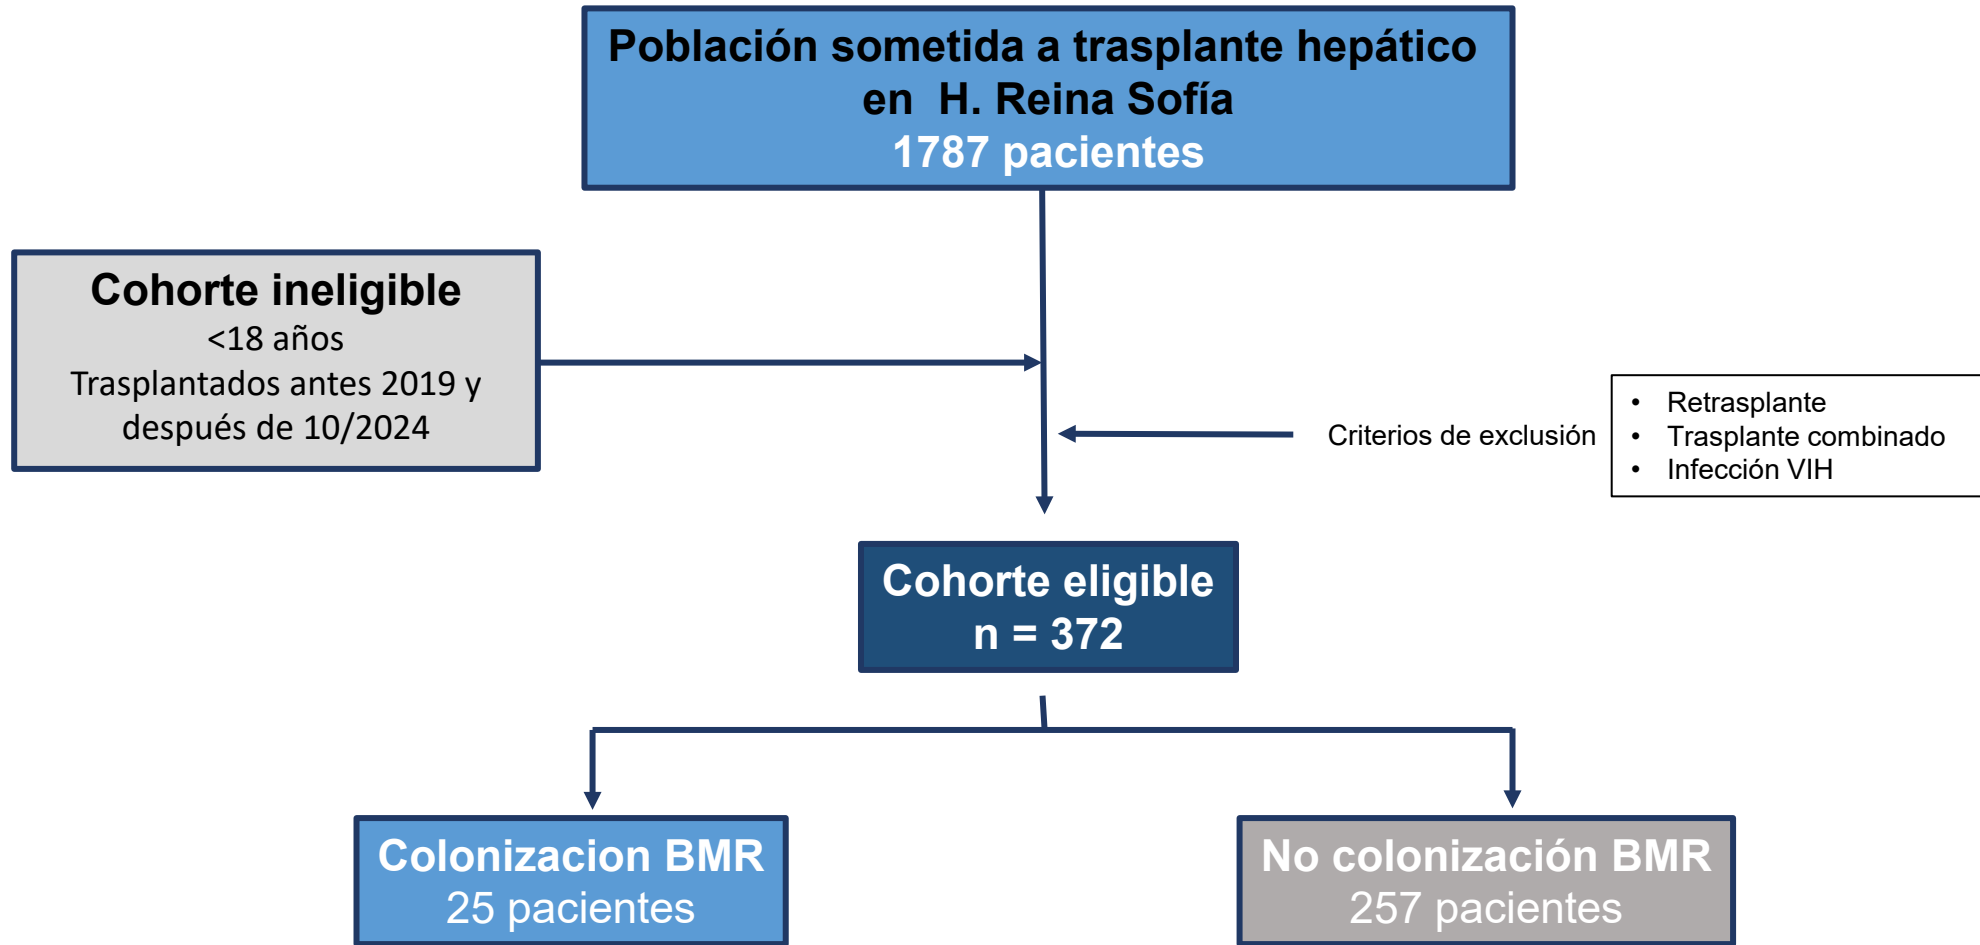 Población sometida a trasplante hepático
en H. Reina Sofía
1787 pacientes
Cohorte ineligible
<18 años
Trasplantados antes 2019 y
después de 10/2024
Criterios de exclusión
• Retrasplante
• Trasplante combinado
• Infección VIH
Cohorte eligible
n = 372
Colonizacion BMR
25 pacientes
No colonización BMR
257 pacientes